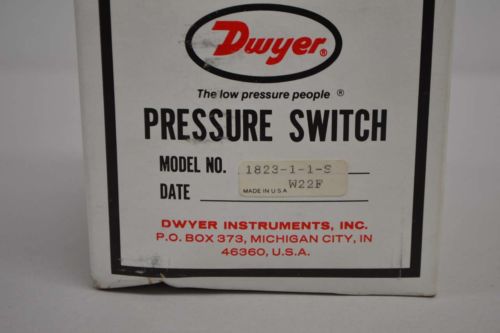 Dwyer®
The low pressure people ®
PRESSURE SWITCH
MODEL NO. 1823-1-1-S
DATE MADE IN U.S.A W22F
DWYER INSTRUMENTS, INC.
P.O. BOX 373, MICHIGAN CITY, IN
46360, U.S.A.